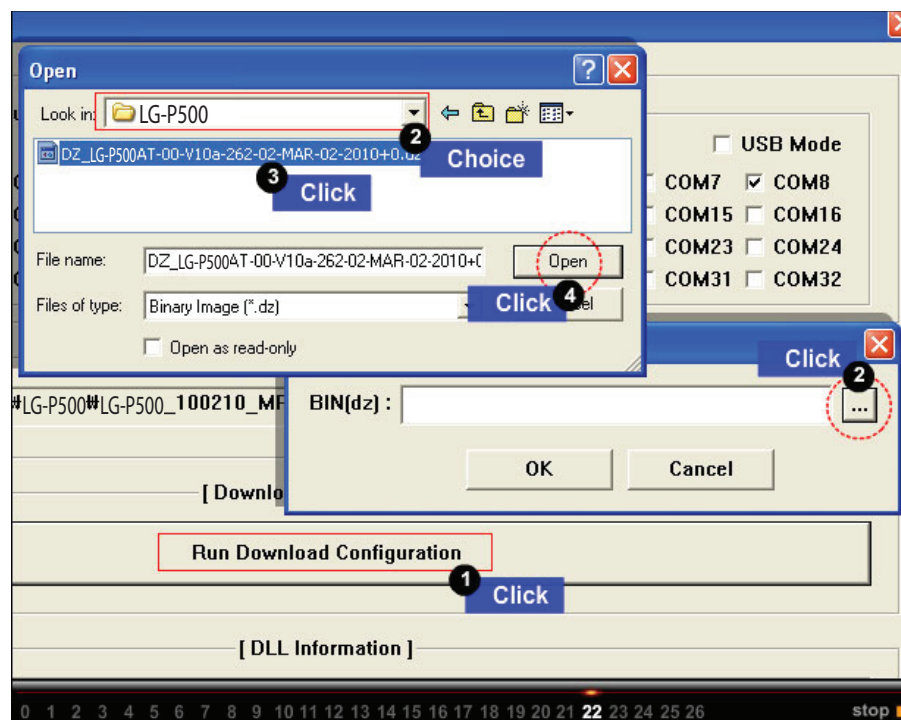 Open
Look in: LG-P500
2
Choice
DZ_LG-P500AT-00-V10a-262-02-MAR-02-2010+0.dz
3
Click
File name: DZ_LG-P500AT-00-V10a-262-02-MAR-02-2010+
Open
Click
4
Files of type: Binary Image (*.dz)
Open as read-only
USB Mode
COM7 COM8
COM15 COM16
COM23 COM24
COM31 COM32
Click
2
BIN(dz) :
...
OK
Cancel
₩LG-P500₩LG-P500_100210_MF
[ Downlo
Run Download Configuration
1
Click
[ DLL Information ]
0 1 2 3 4 5 6 7 8 9 10 11 12 13 14 15 16 17 18 19 20 21 22 23 24 25 26
stop